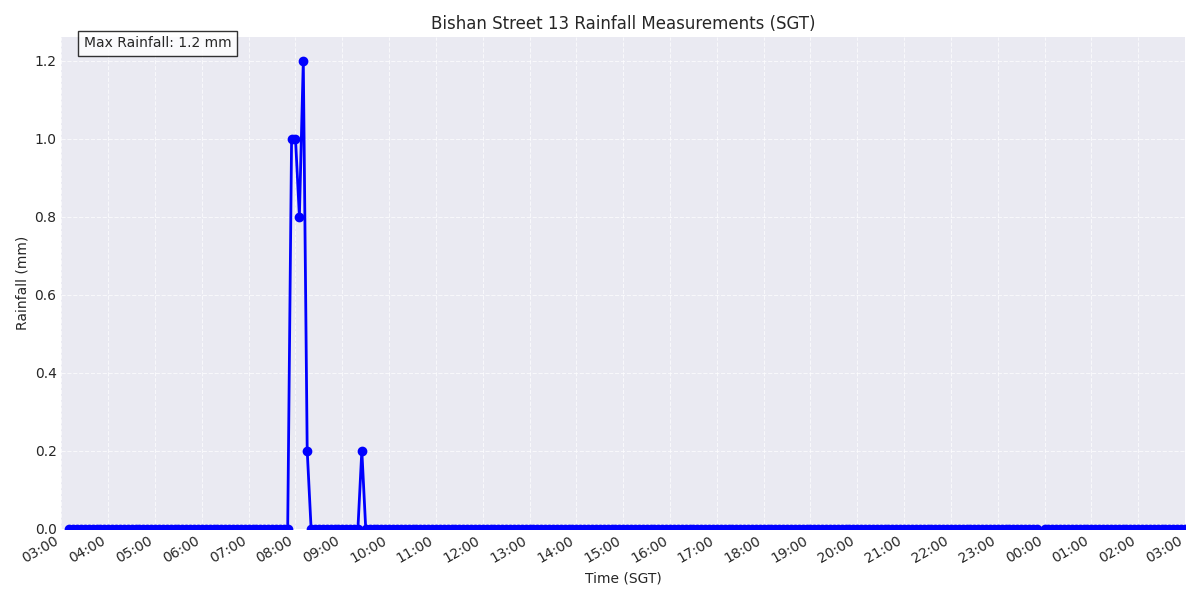 Bishan Street 13 Rainfall Measurements (SGT)
Max Rainfall: 1.2 mm
Rainfall (mm)
1.2
1.0
0.8
0.6
0.4
0.2
0.0
03:00 04:00 05:00 06:00 07:00 08:00 09:00 10:00 11:00 12:00 13:00 14:00 15:00 16:00 17:00 18:00 19:00 20:00 21:00 22:00 23:00 00:00 01:00 02:00 03:00
Time (SGT)